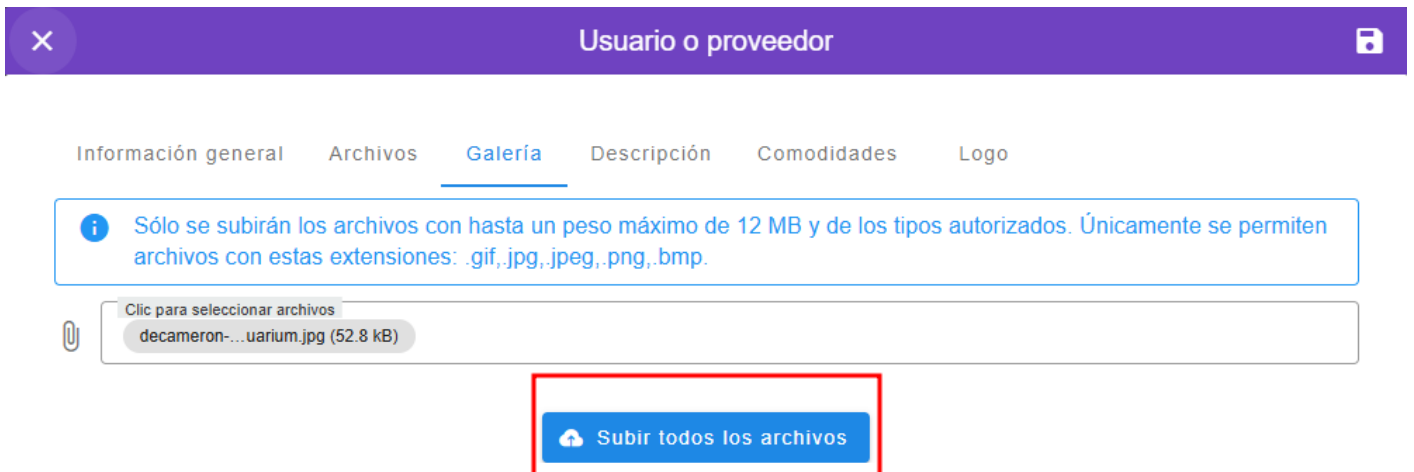 Usuario o proveedor
Información general Archivos Galería Descripción Comodidades Logo
Sólo se subirán los archivos con hasta un peso máximo de 12 MB y de los tipos autorizados. Únicamente se permiten
archivos con estas extensiones: .gif,.jpg,.jpeg,.png,.bmp.
Clic para seleccionar archivos
decameron-...uarium.jpg (52.8 kB)
Subir todos los archivos